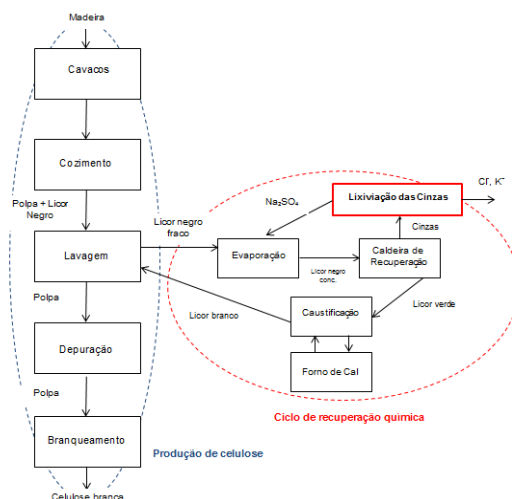 Madeira
Cavacos
Cozimento
Polpa + Licor
Negro
Lavagem
Polpa
Depuração
Polpa
Branqueamento
Celulose branca
Produção de celulose
Licor negro
fraco
Na₂SO₄
Lixiviação das Cinzas
Cl⁻, K⁺
Cinzas
Evaporação
Licor negro
conc.
Caldeira de
Recuperação
Licor branco
Licor verde
Caustificação
Forno de Cal
Ciclo de recuperação química